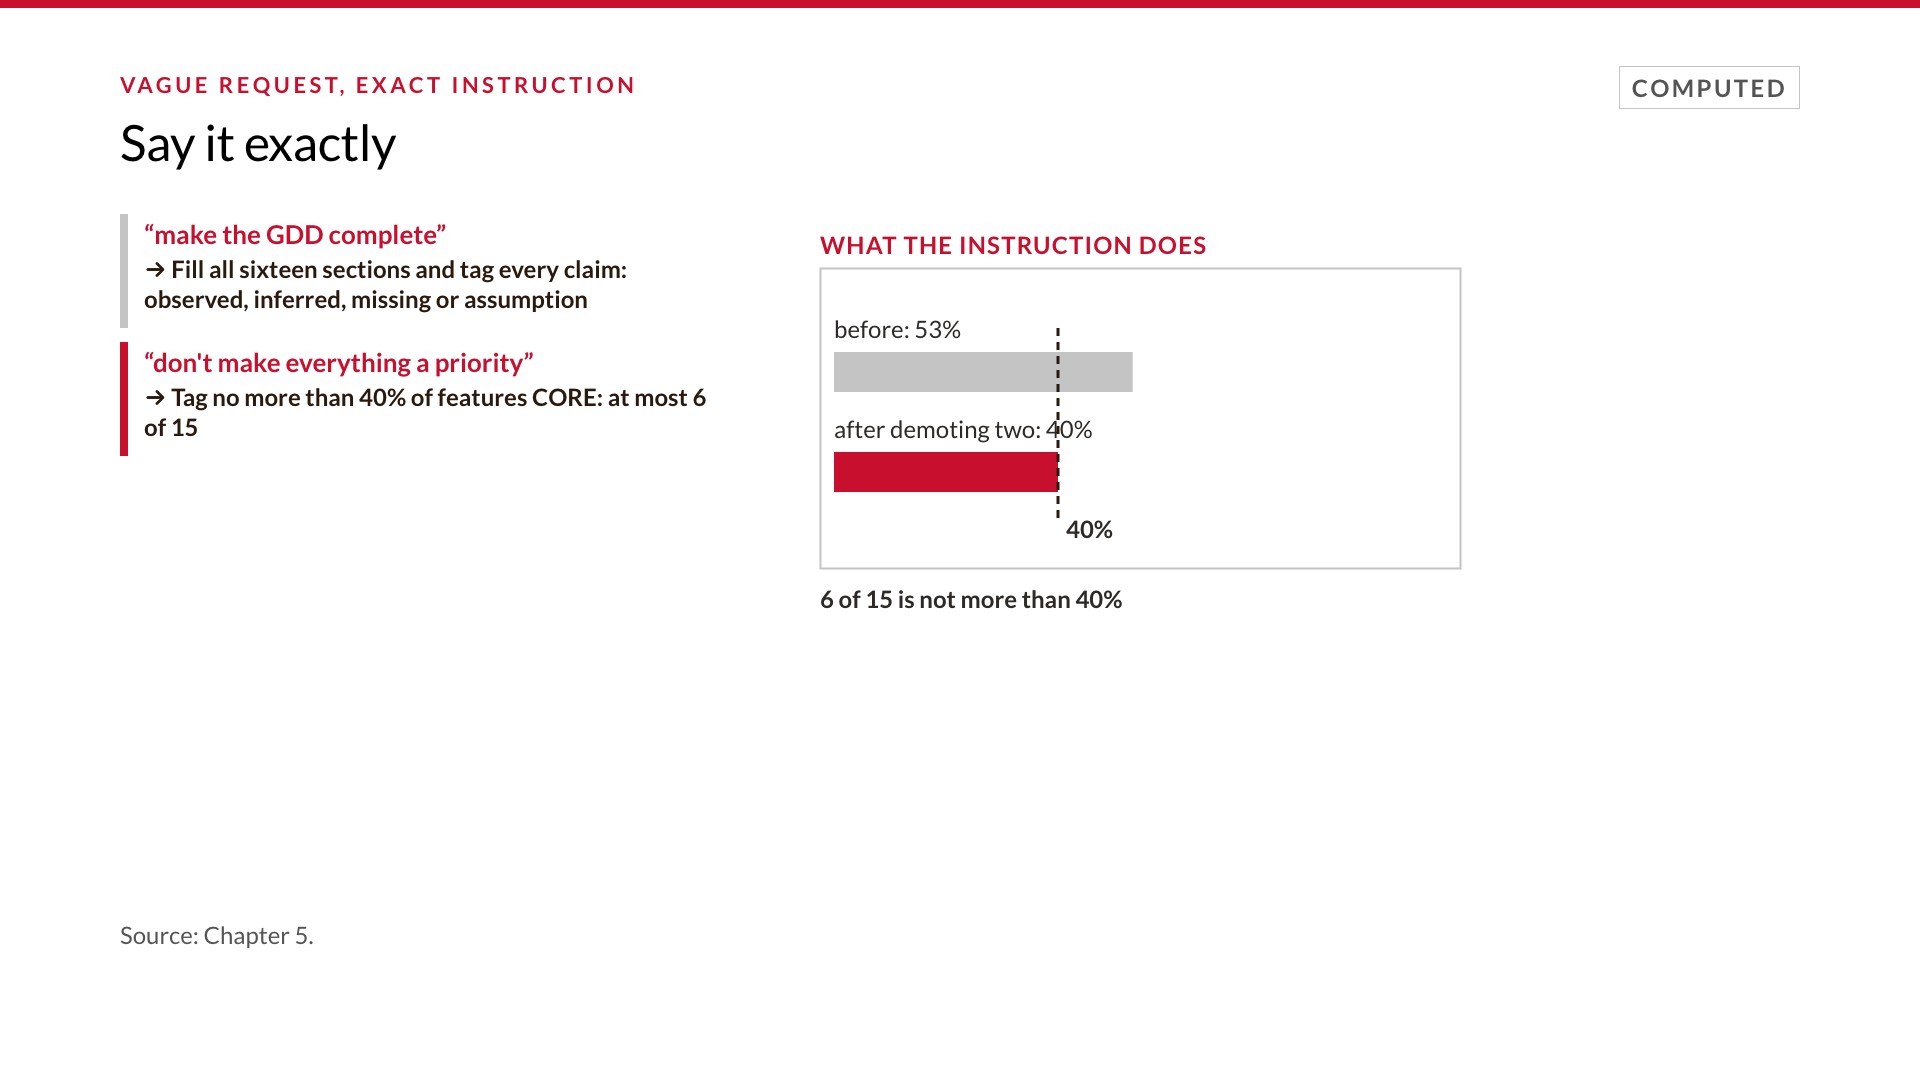 VAGUE REQUEST, EXACT INSTRUCTION
COMPUTED
Say it exactly
“make the GDD complete”
→ Fill all sixteen sections and tag every claim:
observed, inferred, missing or assumption
“don't make everything a priority”
→ Tag no more than 40% of features CORE: at most 6
of 15
WHAT THE INSTRUCTION DOES
before: 53%
after demoting two: 40%
40%
6 of 15 is not more than 40%
Source: Chapter 5.